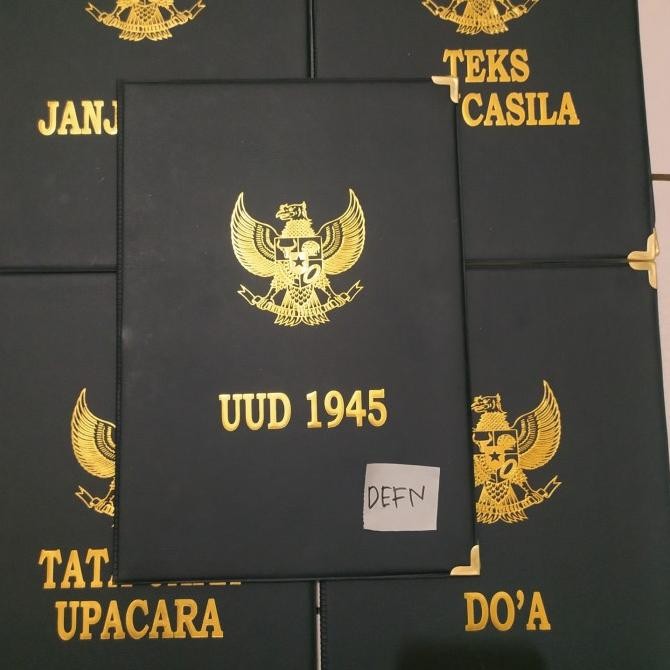 JANJ
TEKS
CASILA
UUD 1945
DEFN
UPACARA
DO'A